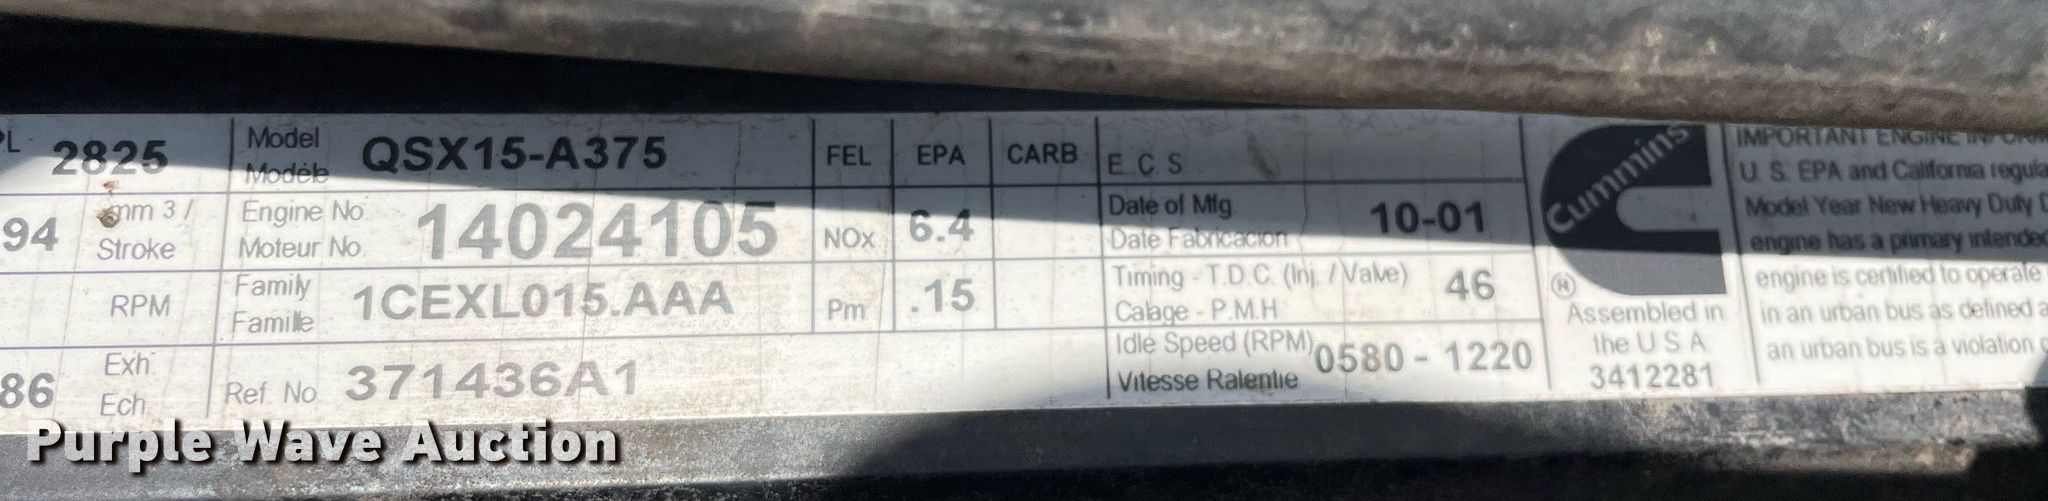 PL 2825 Model QSX15-A375 FEL EPA CARB E.C.S
Modèle
94 mm 3 / Engine No. 14024105 NOx 6.4 Date of Mfg 10-01
Stroke Moteur No. Date Fabricacion
RPM Family 1CEXL015.AAA Pm .15 Timing - T.D.C. (Inj. / Valve) 46
Famille Calage - P.M.H
86 Exh. Ref. No 371436A1 Idle Speed (RPM) 0580 - 1220
Ech. Vitesse Ralentie
Cummins
®
Assembled in
the U S A
3412281
IMPORTANT ENGINE
U.S. EPA and California
Model Year New Heavy Duty
engine has a primary intended
engine is certified to operate
in an urban bus as defined
an urban bus is a violation
Purple Wave Auction